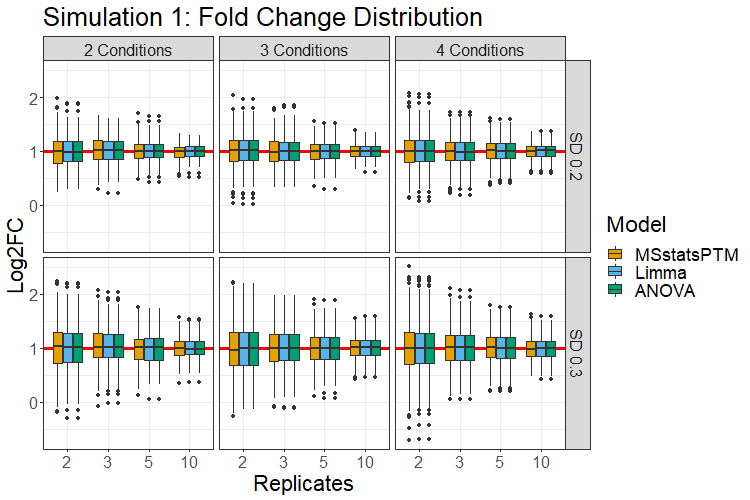 Simulation 1: Fold Change Distribution
2 Conditions
3 Conditions
4 Conditions
2
1
0
SD 0.2
2
1
0
SD 0.3
Log2FC
2 3 5 10
2 3 5 10
2 3 5 10
Replicates
Model
MSstatsPTM
Limma
ANOVA